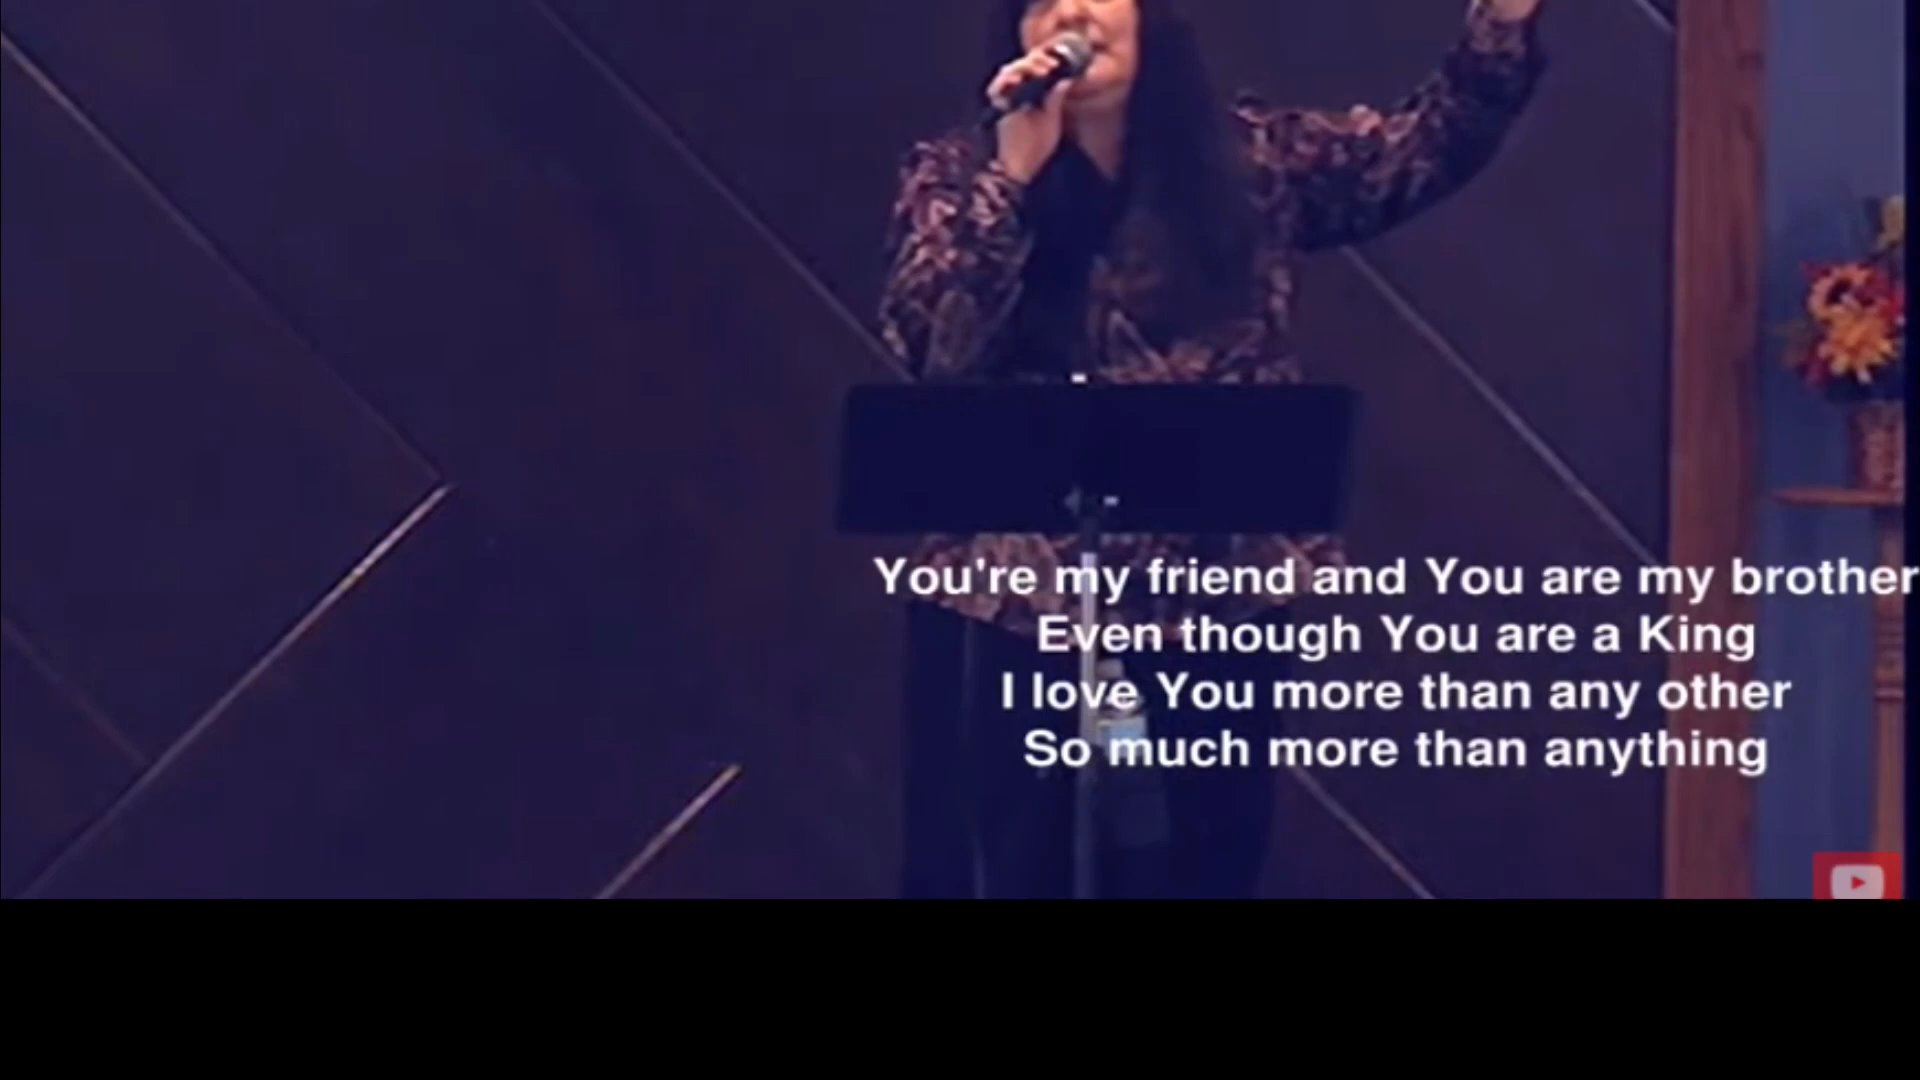 You're my friend and You are my brother
Even though You are a King
I love You more than any other
So much more than anything